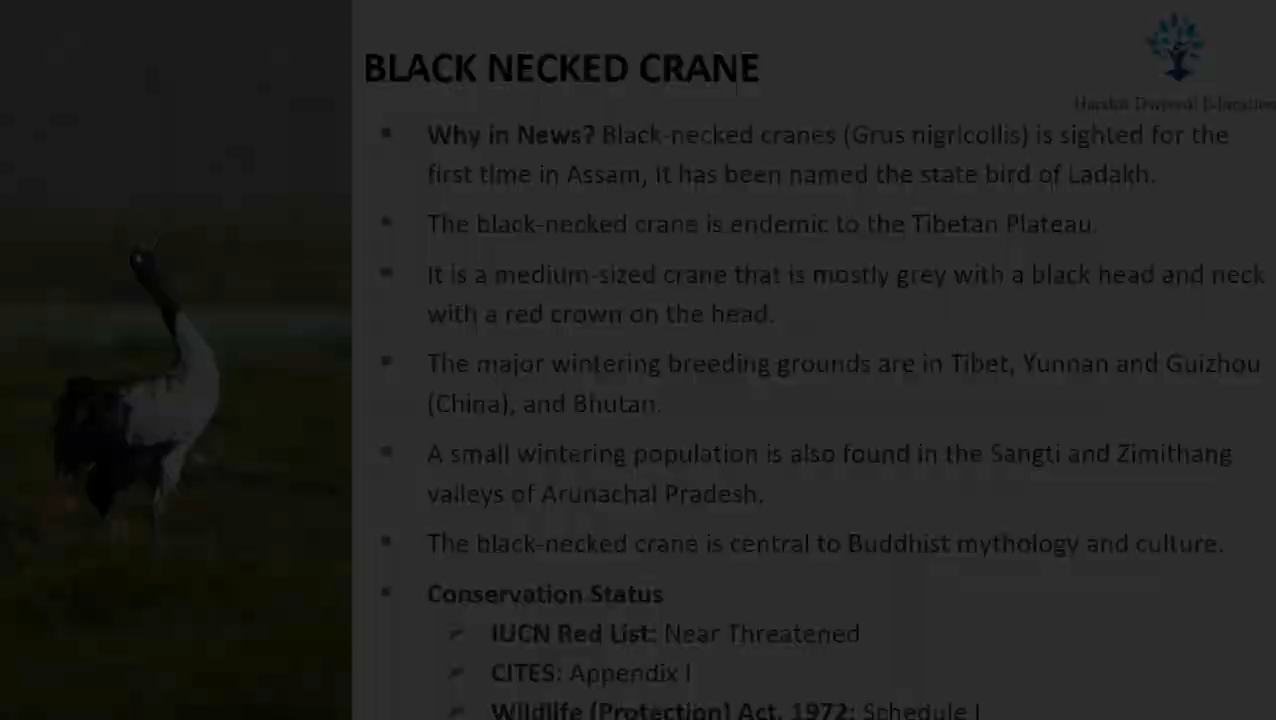 BLACK NECKED CRANE
Harshit Dwivedi Education
▪ Why in News? Black-necked cranes (Grus nigricollis) is sighted for the
first time in Assam, It has been named the state bird of Ladakh.
▪ The black-necked crane is endemic to the Tibetan Plateau.
▪ It is a medium-sized crane that is mostly grey with a black head and neck
with a red crown on the head.
▪ The major wintering breeding grounds are in Tibet, Yunnan and Guizhou
(China), and Bhutan.
▪ A small wintering population is also found in the Sangti and Zimithang
valleys of Arunachal Pradesh.
▪ The black-necked crane is central to Buddhist mythology and culture.
▪ Conservation Status
➢ IUCN Red List: Near Threatened
➢ CITES: Appendix I
➢ Wildlife (Protection) Act, 1972: Schedule I